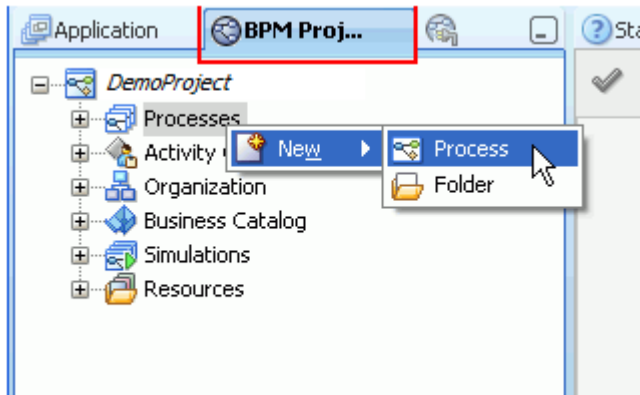 Application BPM Proj... Sta
DemoProject
Processes
Activity New Process
Organization Folder
Business Catalog
Simulations
Resources